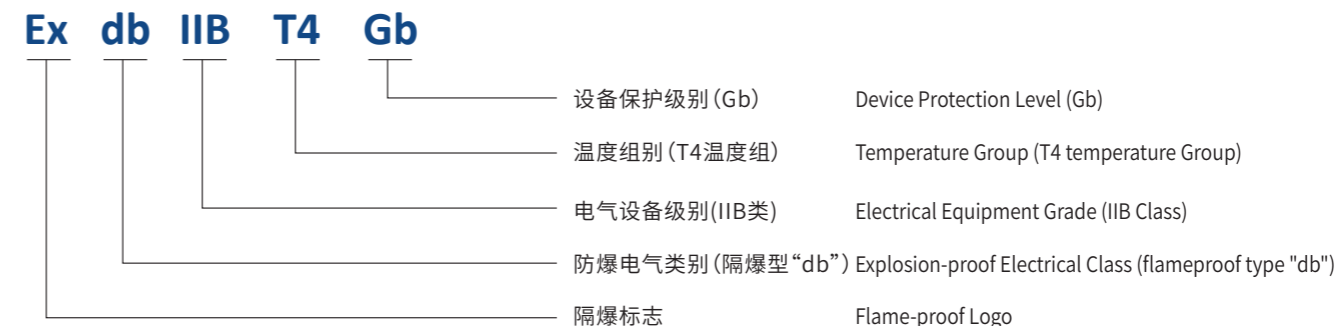 Ex db IIB T4 Gb
设备保护级别(Gb) Device Protection Level (Gb)
温度组别(T4温度组) Temperature Group (T4 temperature Group)
电气设备级别(IIB类) Electrical Equipment Grade (IIB Class)
防爆电气类别(隔爆型“db”) Explosion-proof Electrical Class (flameproof type "db")
隔爆标志 Flame-proof Logo